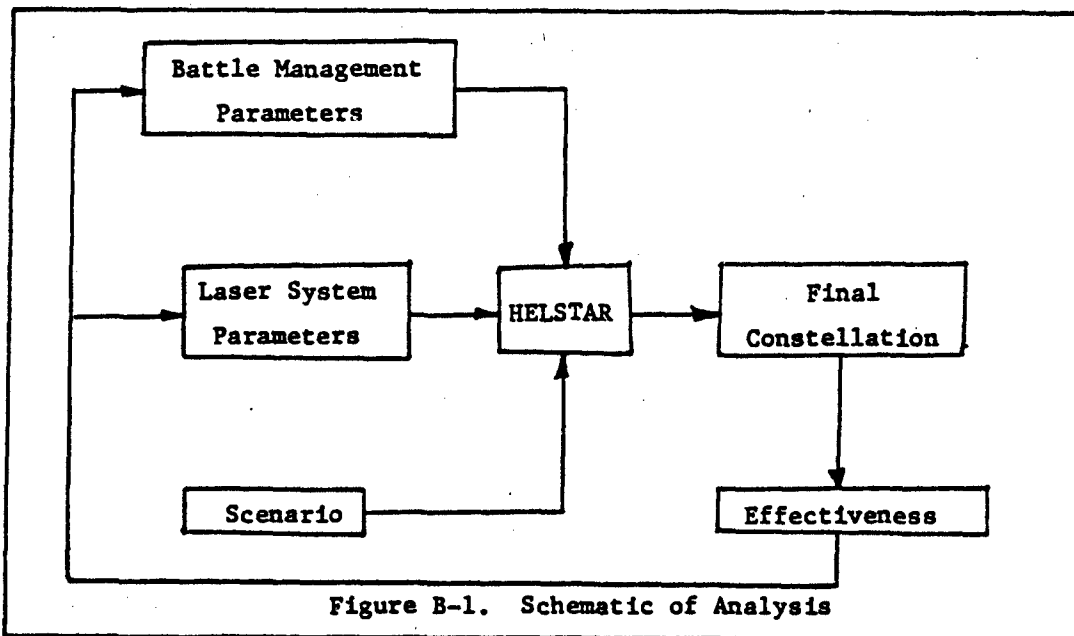 Battle Management
Parameters
Laser System
Parameters
HELSTAR
Final
Constellation
Scenario
Effectiveness
Figure B-1. Schematic of Analysis